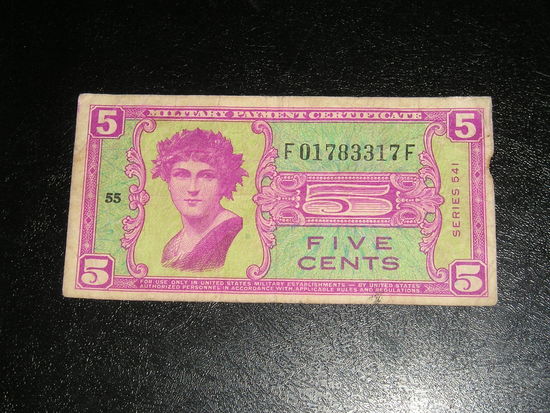 5 MILITARY PAYMENT CERTIFICATE 5
F01783317F
55
5
SERIES 541
FIVE
CENTS
5 FOR USE ONLY IN UNITED STATES MILITARY ESTABLISHMENTS — BY UNITED STATES 5
AUTHORIZED PERSONNEL IN ACCORDANCE WITH APPLICABLE RULES AND REGULATIONS